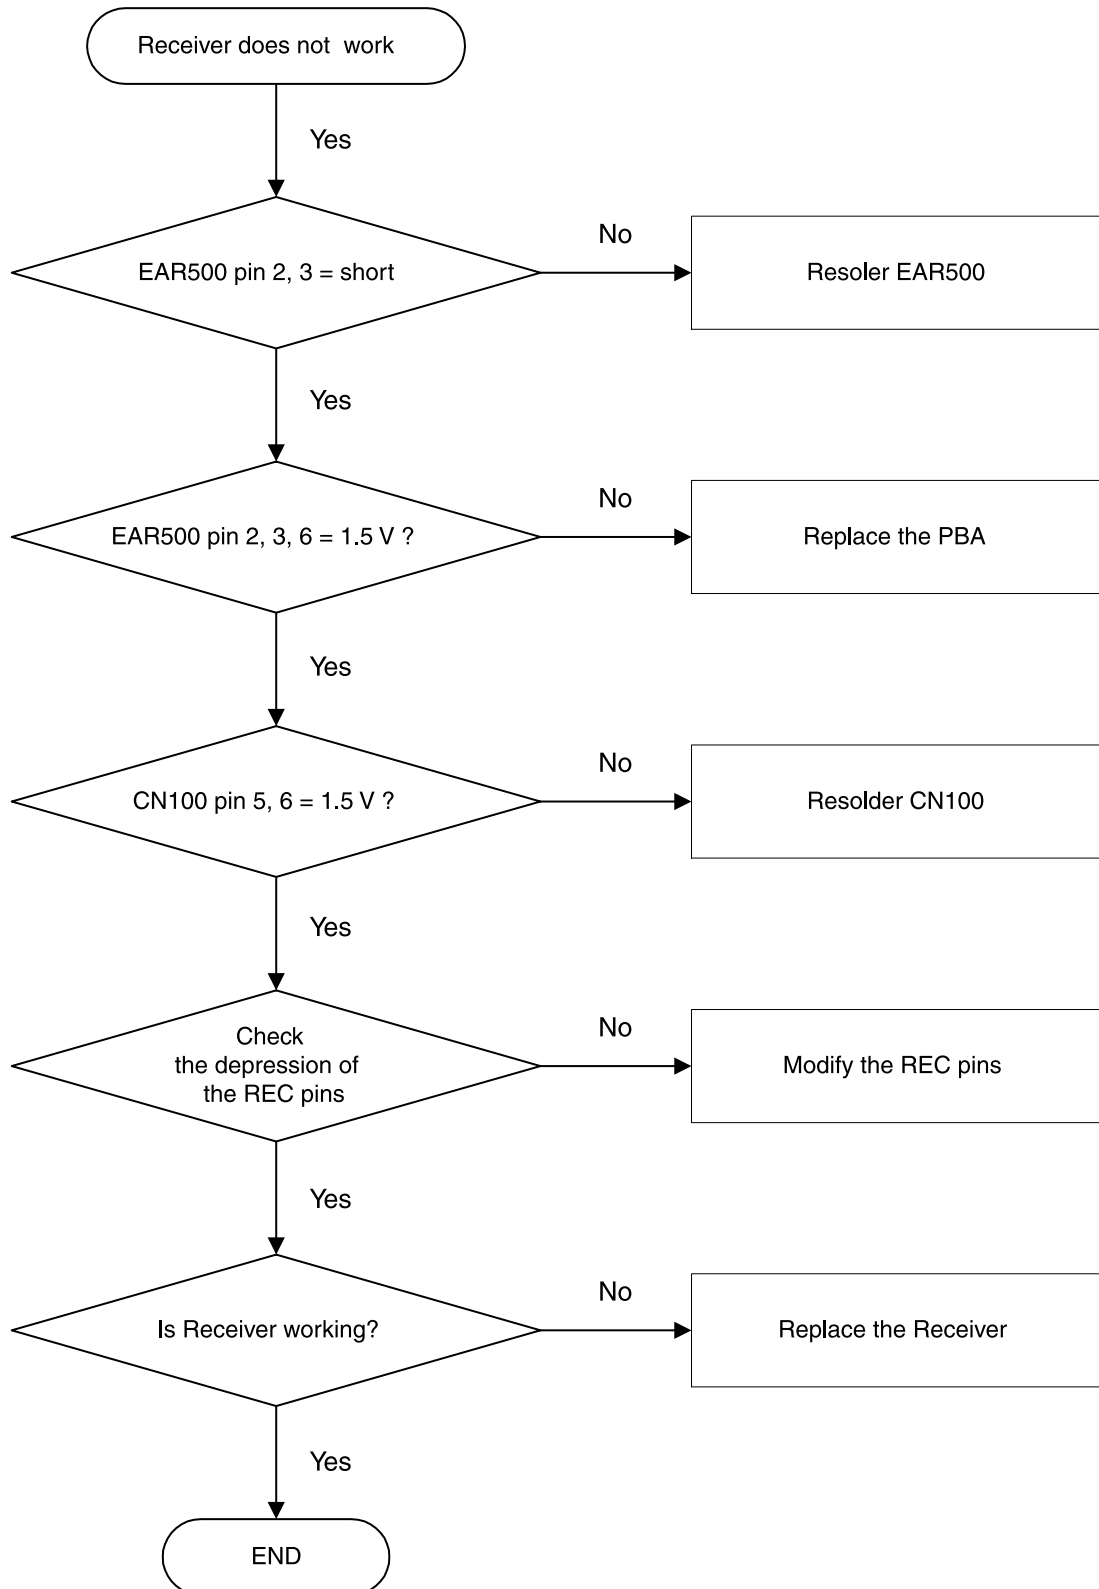 Receiver does not work
Yes
EAR500 pin 2, 3 = short
No
Resoler EAR500
Yes
EAR500 pin 2, 3, 6 = 1.5 V ?
No
Replace the PBA
Yes
CN100 pin 5, 6 = 1.5 V ?
No
Resolder CN100
Yes
Check
the depression of
the REC pins
No
Modify the REC pins
Yes
Is Receiver working?
No
Replace the Receiver
Yes
END